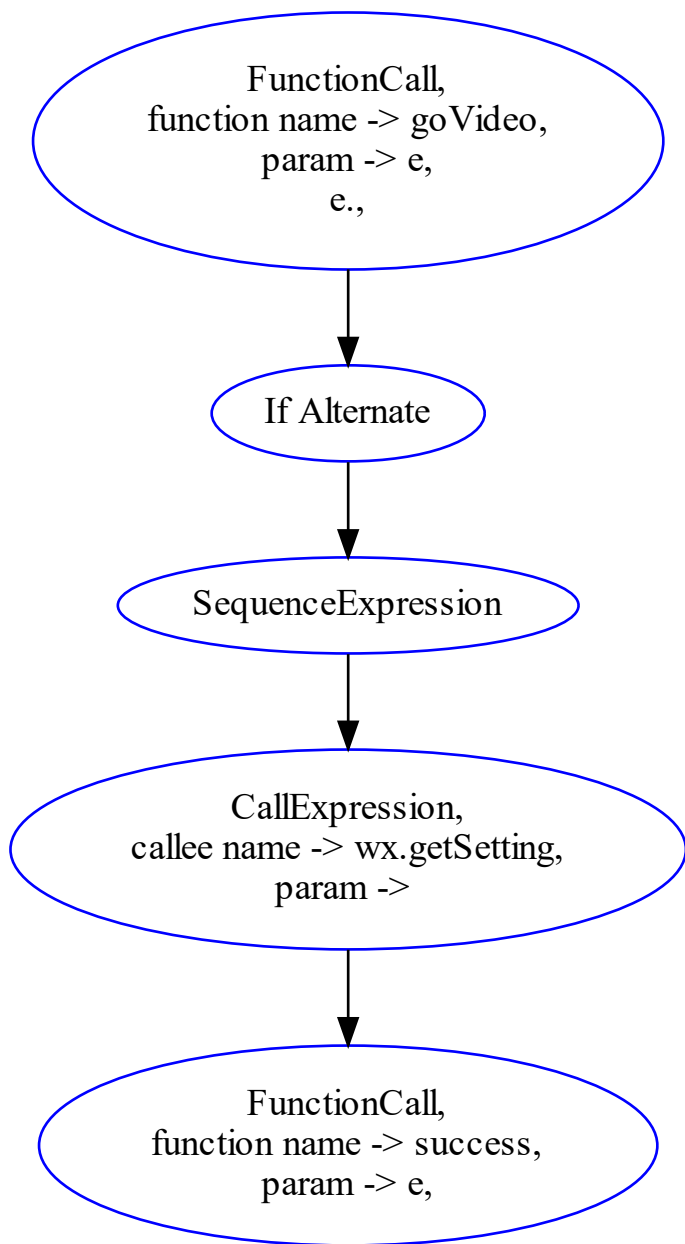 FunctionCall,
function name -> goVideo,
param -> e,
e.,
If Alternate
SequenceExpression
CallExpression,
callee name -> wx.getSetting,
param ->
FunctionCall,
function name -> success,
param -> e,